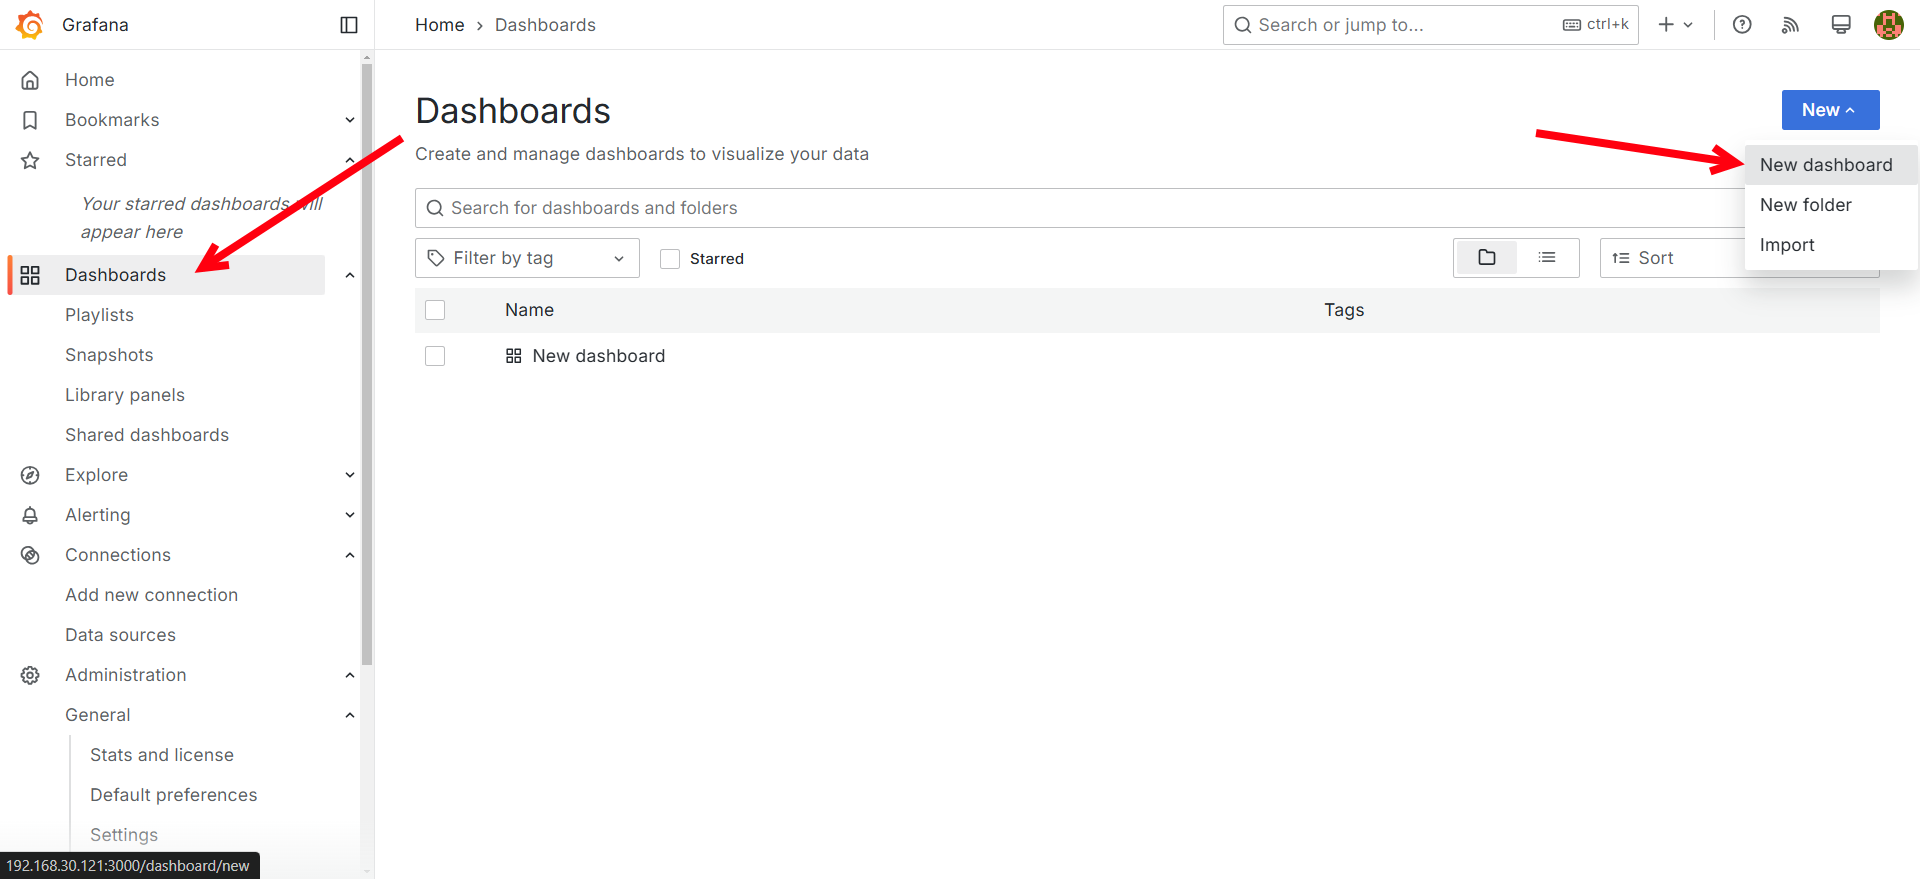 Grafana
Home
Dashboards
Search or jump to...
ctrl+k
Home
Bookmarks
Starred
Your starred dashboards will
appear here
Dashboards
Playlists
Snapshots
Library panels
Shared dashboards
Explore
Alerting
Connections
Add new connection
Data sources
Administration
General
Stats and license
Default preferences
Settings
192.168.30.121:3000/dashboard/new
Dashboards
Create and manage dashboards to visualize your data
New
New dashboard
New folder
Import
Search for dashboards and folders
Filter by tag
Starred
Sort
Name
Tags
New dashboard